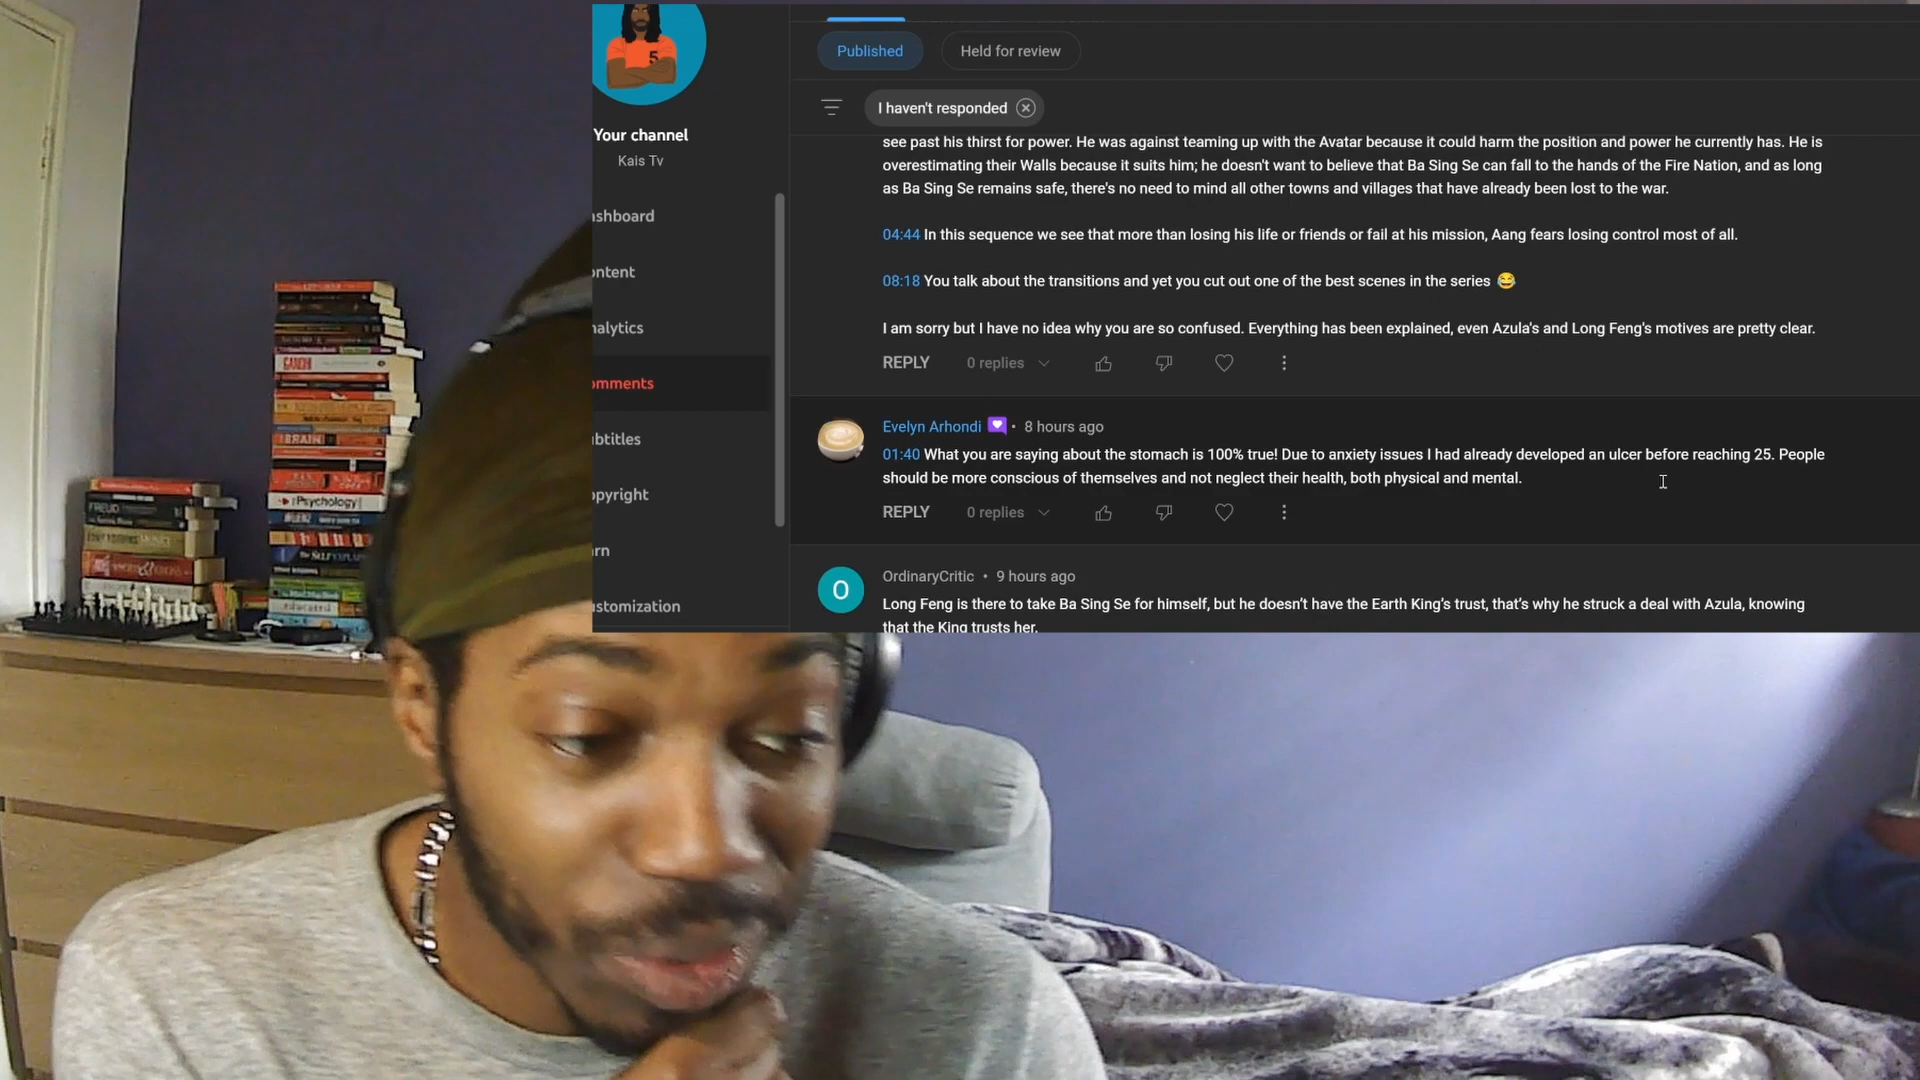 Published
Held for review
I haven't responded
5
Your channel
Kais Tv
ashboard
ontent
nalytics
omments
ubtitles
opyright
arn
ustomization
see past his thirst for power. He was against teaming up with the Avatar because it could harm the position and power he currently has. He is
overestimating their Walls because it suits him; he doesn't want to believe that Ba Sing Se can fall to the hands of the Fire Nation, and as long
as Ba Sing Se remains safe, there's no need to mind all other towns and villages that have already been lost to the war.
04:44 In this sequence we see that more than losing his life or friends or fail at his mission, Aang fears losing control most of all.
08:18 You talk about the transitions and yet you cut out one of the best scenes in the series 😂
I am sorry but I have no idea why you are so confused. Everything has been explained, even Azula's and Long Feng's motives are pretty clear.
REPLY 0 replies
Evelyn Arhondi • 8 hours ago
01:40 What you are saying about the stomach is 100% true! Due to anxiety issues I had already developed an ulcer before reaching 25. People
should be more conscious of themselves and not neglect their health, both physical and mental.
REPLY 0 replies
O
OrdinaryCritic • 9 hours ago
Long Feng is there to take Ba Sing Se for himself, but he doesn't have the Earth King's trust, that's why he struck a deal with Azula, knowing
that the King trusts her.
GANDHI
BRAIN
Psychology
FREUD
educated